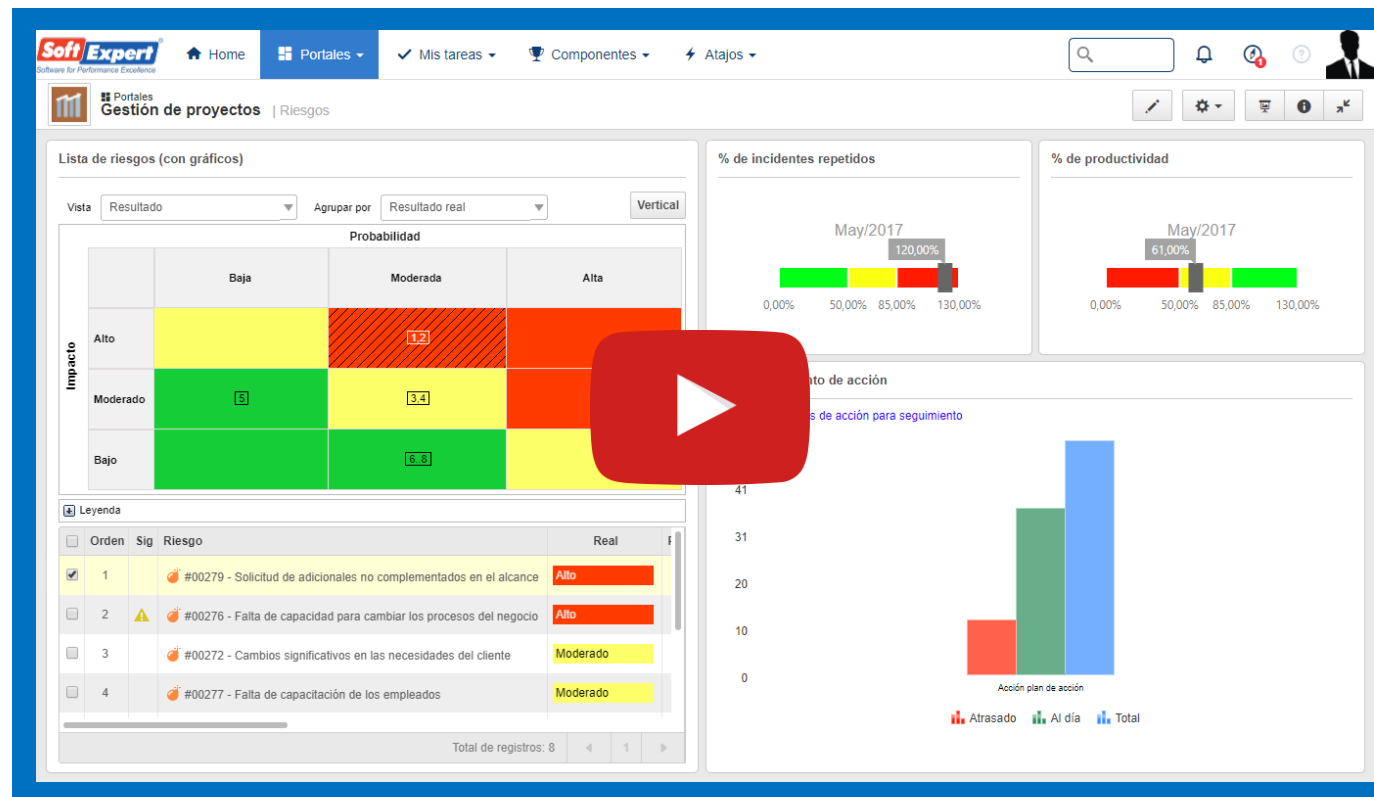 Soft Expert®
Software for Performance Excellence
Home
Portales
Mis tareas
Componentes
Atajos
1
?
Portales
Gestión de proyectos | Riesgos
Lista de riesgos (con gráficos)
Vista Resultado Agrupar por Resultado real Vertical
Probabilidad
Baja Moderada Alta
Impacto
Alto 1,2
Moderado 5 3,4
Bajo 6..8
Leyenda
Orden Sig Riesgo Real
1 #00279 - Solicitud de adicionales no complementados en el alcance Alto
2 #00276 - Falta de capacidad para cambiar los procesos del negocio Alto
3 #00272 - Cambios significativos en las necesidades del cliente Moderado
4 #00277 - Falta de capacitación de los empleados Moderado
Total de registros: 8 1
% de incidentes repetidos
May/2017
120,00%
0,00% 50,00% 85,00% 130,00%
% de productividad
May/2017
61,00%
0,00% 50,00% 85,00% 130,00%
de acción
de acción para seguimiento
41
31
20
10
0
Acción plan de acción
Atrasado Al día Total